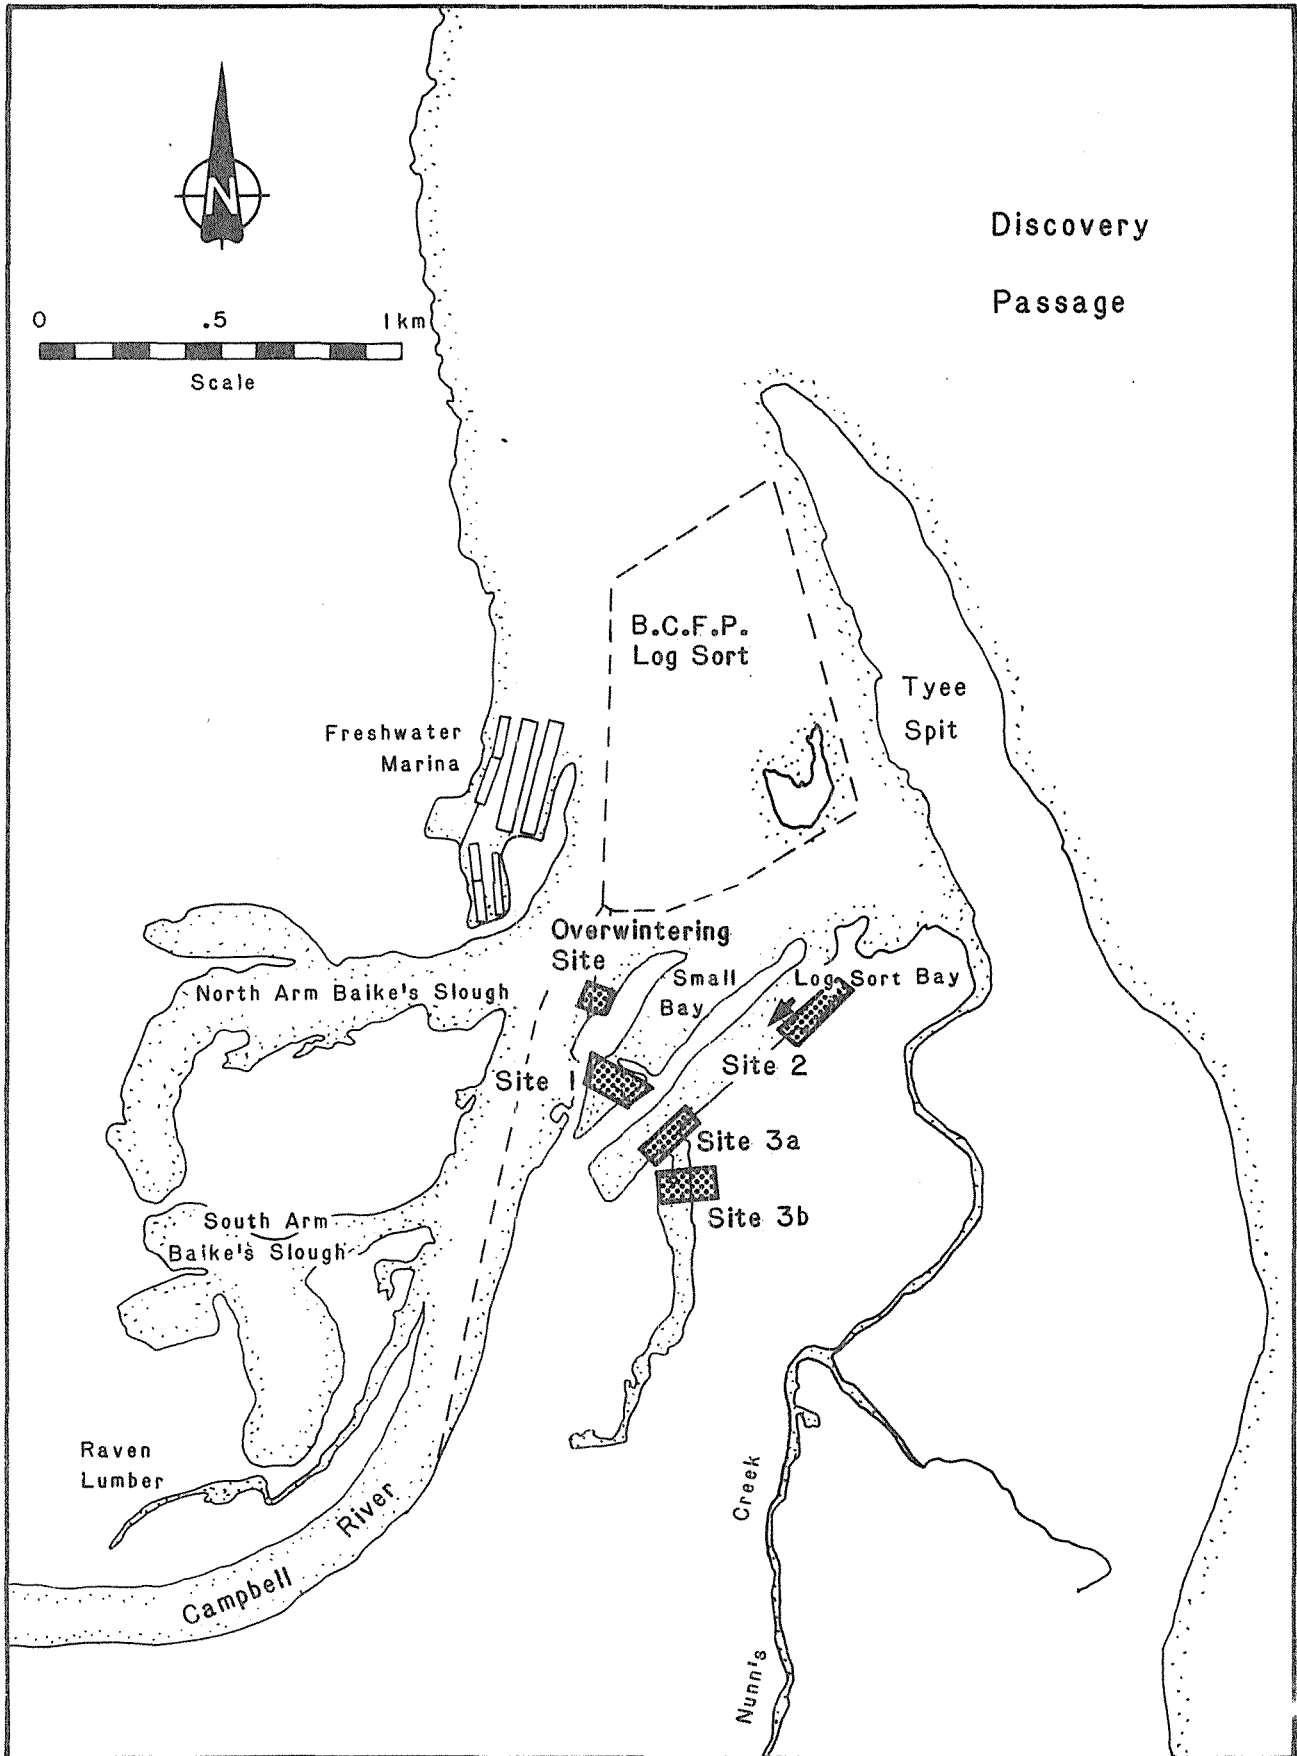 N
Discovery
Passage
0 .5 1 km
Scale
B.C.F.P.
Log Sort
Tyee
Spit
Freshwater
Marina
Overwintering
Site
Small
Bay
Log Sort Bay
North Arm Baike's Slough
Site 2
Site 1
Site 3a
Site 3b
South Arm
Baike's Slough
Raven
Lumber
Campbell River
Nunn's Creek